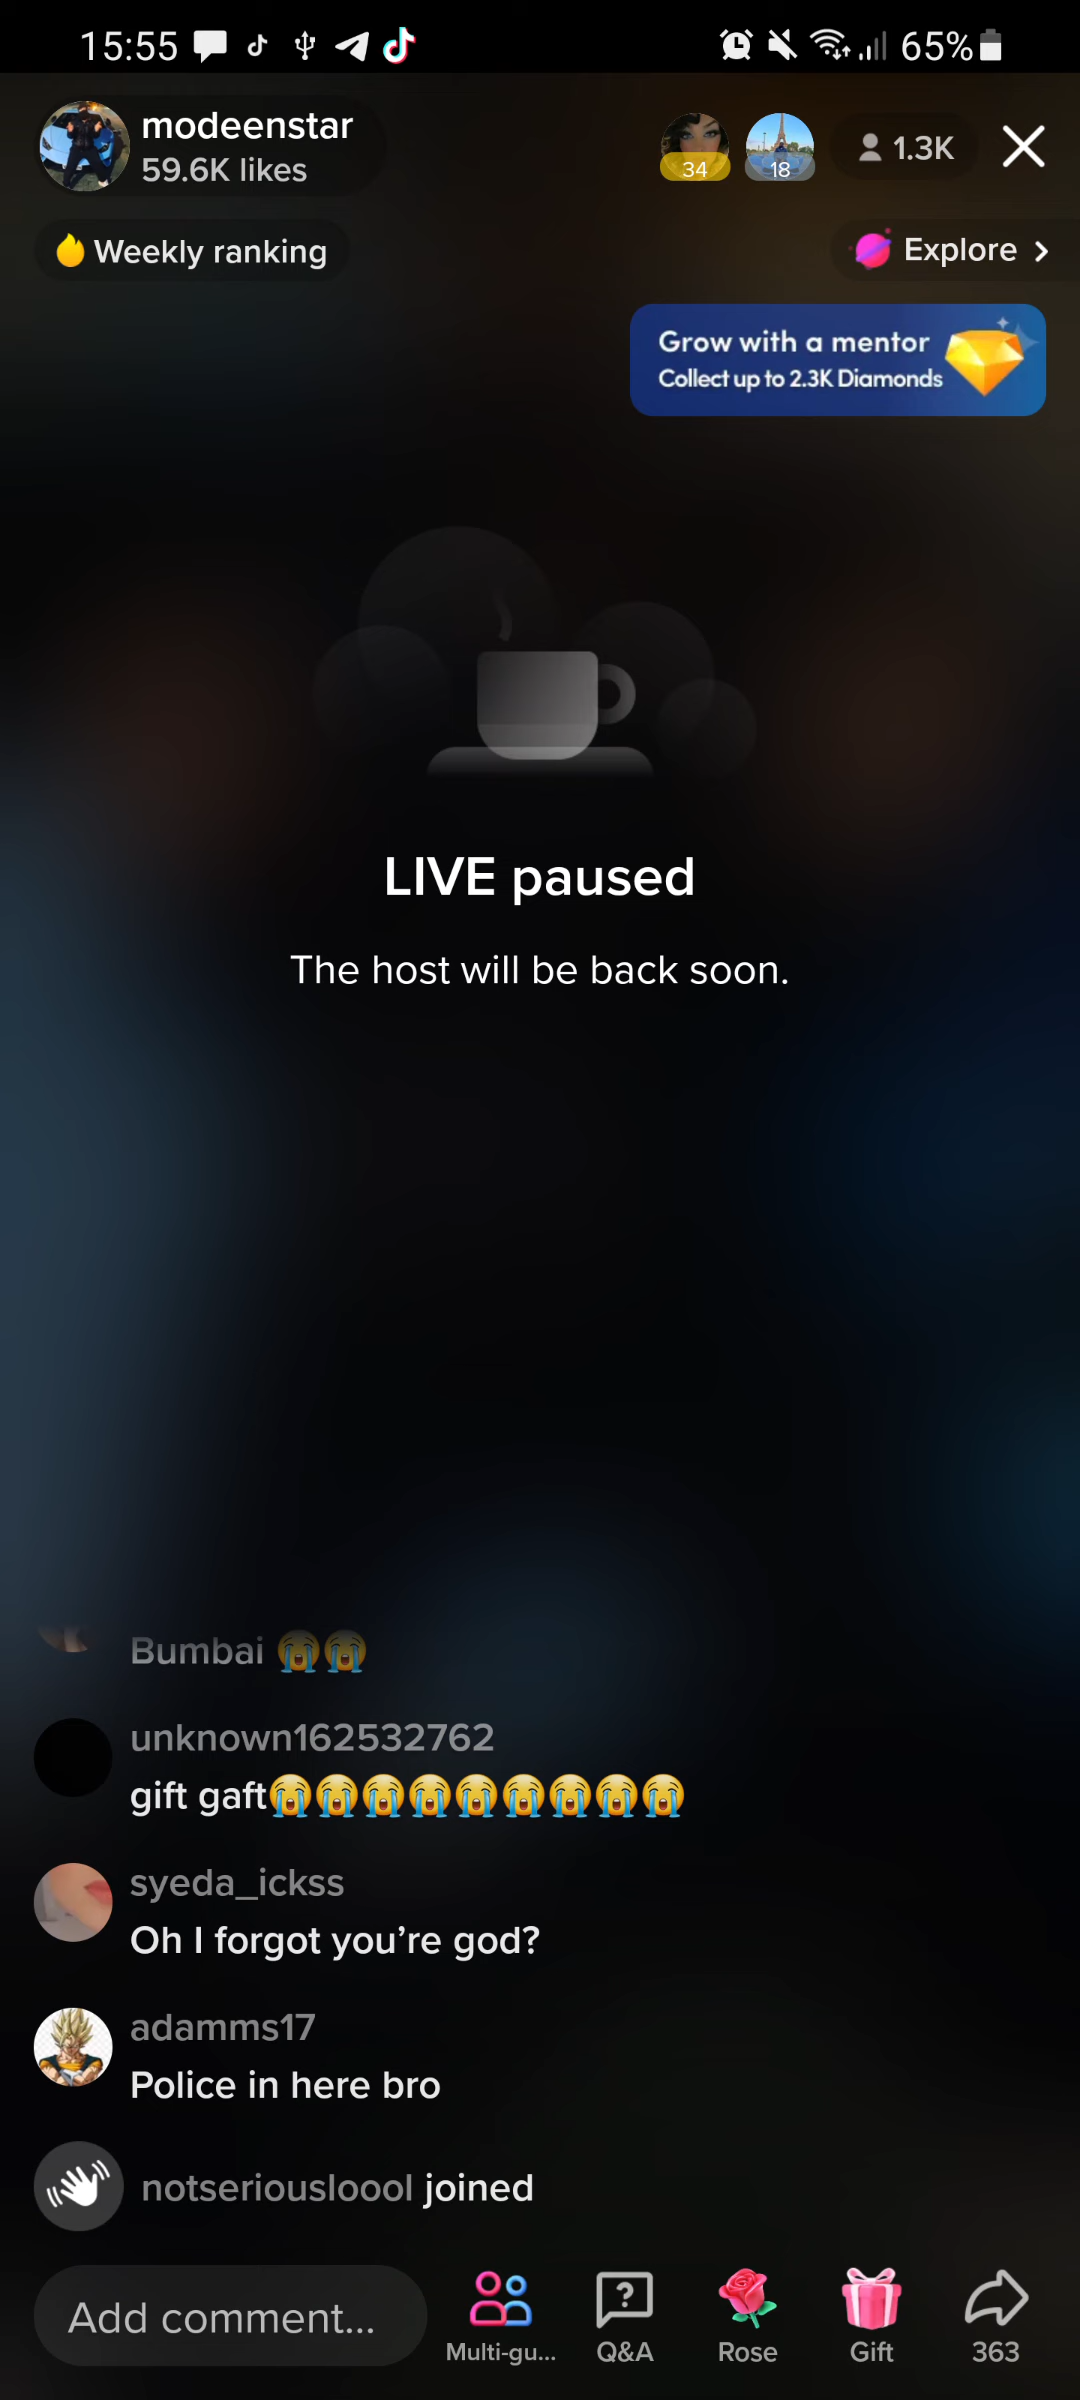 15:55
65%
modeenstar
59.6K likes
34
18
1.3K
Weekly ranking
Explore
Grow with a mentor
Collect up to 2.3K Diamonds
LIVE paused
The host will be back soon.
Bumbai 😭😭
unknown162532762
gift gaft😭😭😭😭😭😭😭😭😭
syeda_ickss
Oh I forgot you’re god?
adamms17
Police in here bro
notseriousloool joined
Add comment...
Multi-gu...
Q&A
Rose
Gift
363